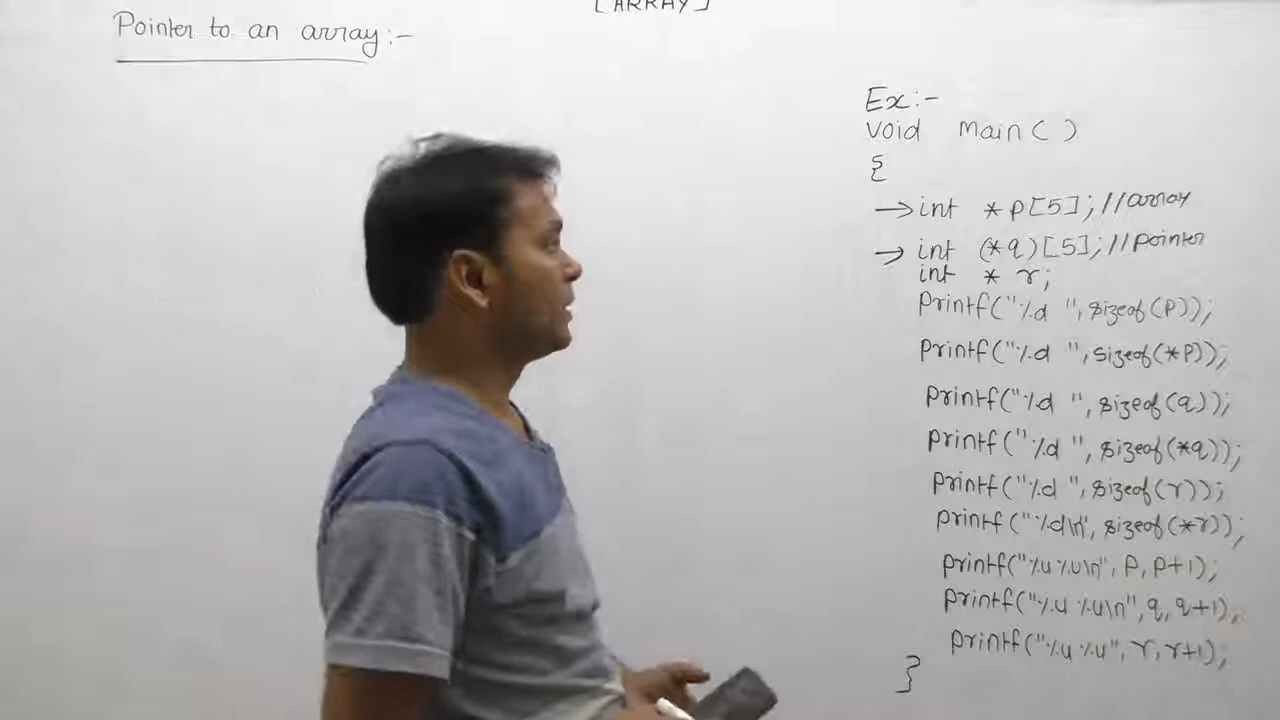 [ARRAY]
Pointer to an array:-
Ex:-
void main( )
{
→int *p[5]; //array
→ int (*q)[5]; //pointer
int * r;
Printf("%d ", sizeof(p));
Printf("%d ", sizeof(*p));
Printf("%d ", sizeof(q));
Printf("%d ", sizeof(*q));
Printf("%d ", sizeof(r));
Printf("%d\n", sizeof(*r));
Printf("%u %u\n", P, P+1);
Printf("%u %u\n", q, q+1);
Printf("%u %u", r, r+1);
}